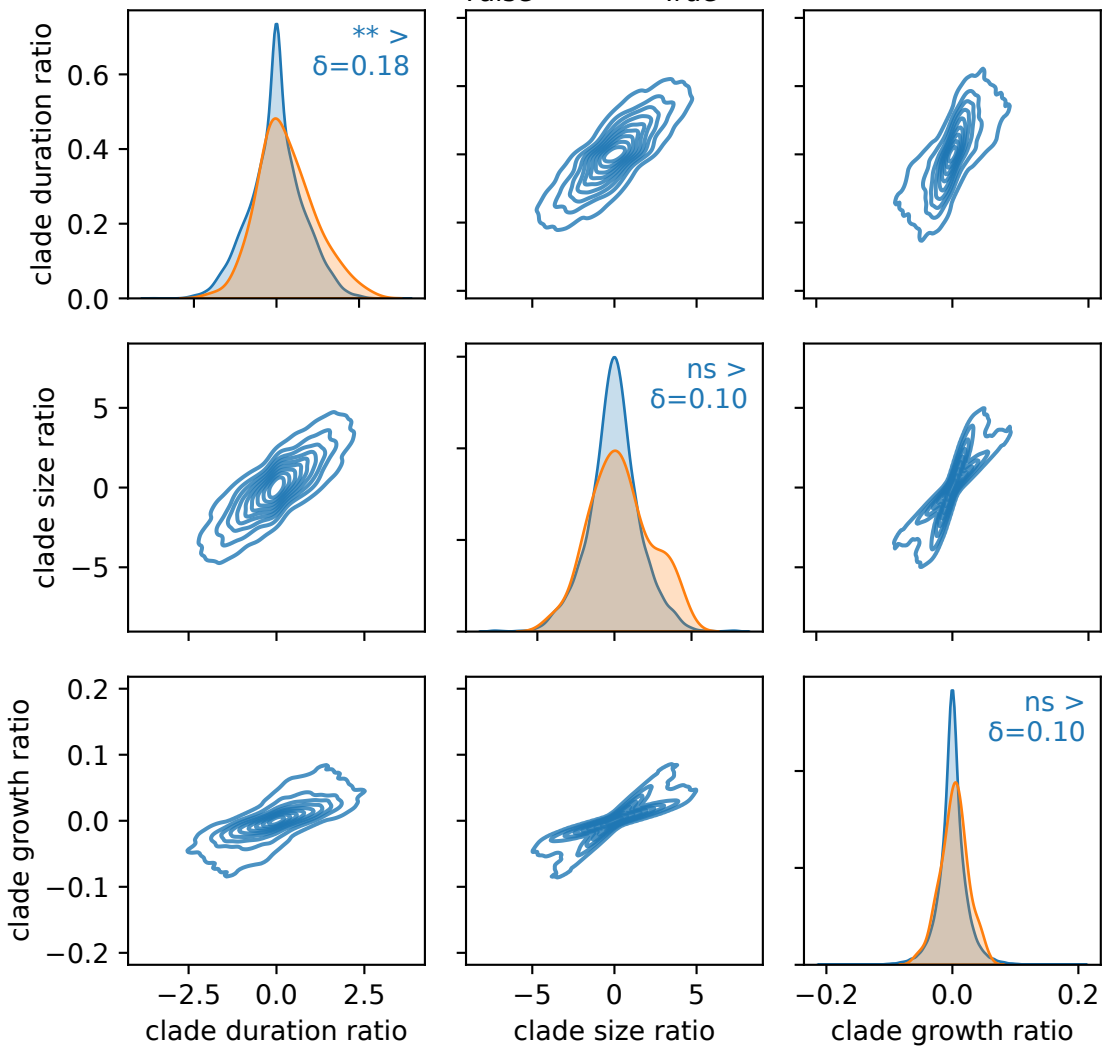 clade duration ratio
0.6
0.4
0.2
0.0
** >
δ=0.18
clade size ratio
5
0
−5
ns >
δ=0.10
clade growth ratio
0.2
0.1
0.0
−0.1
−0.2
ns >
δ=0.10
−2.5 0.0 2.5
−5 0 5
−0.2 0.0 0.2
clade duration ratio
clade size ratio
clade growth ratio